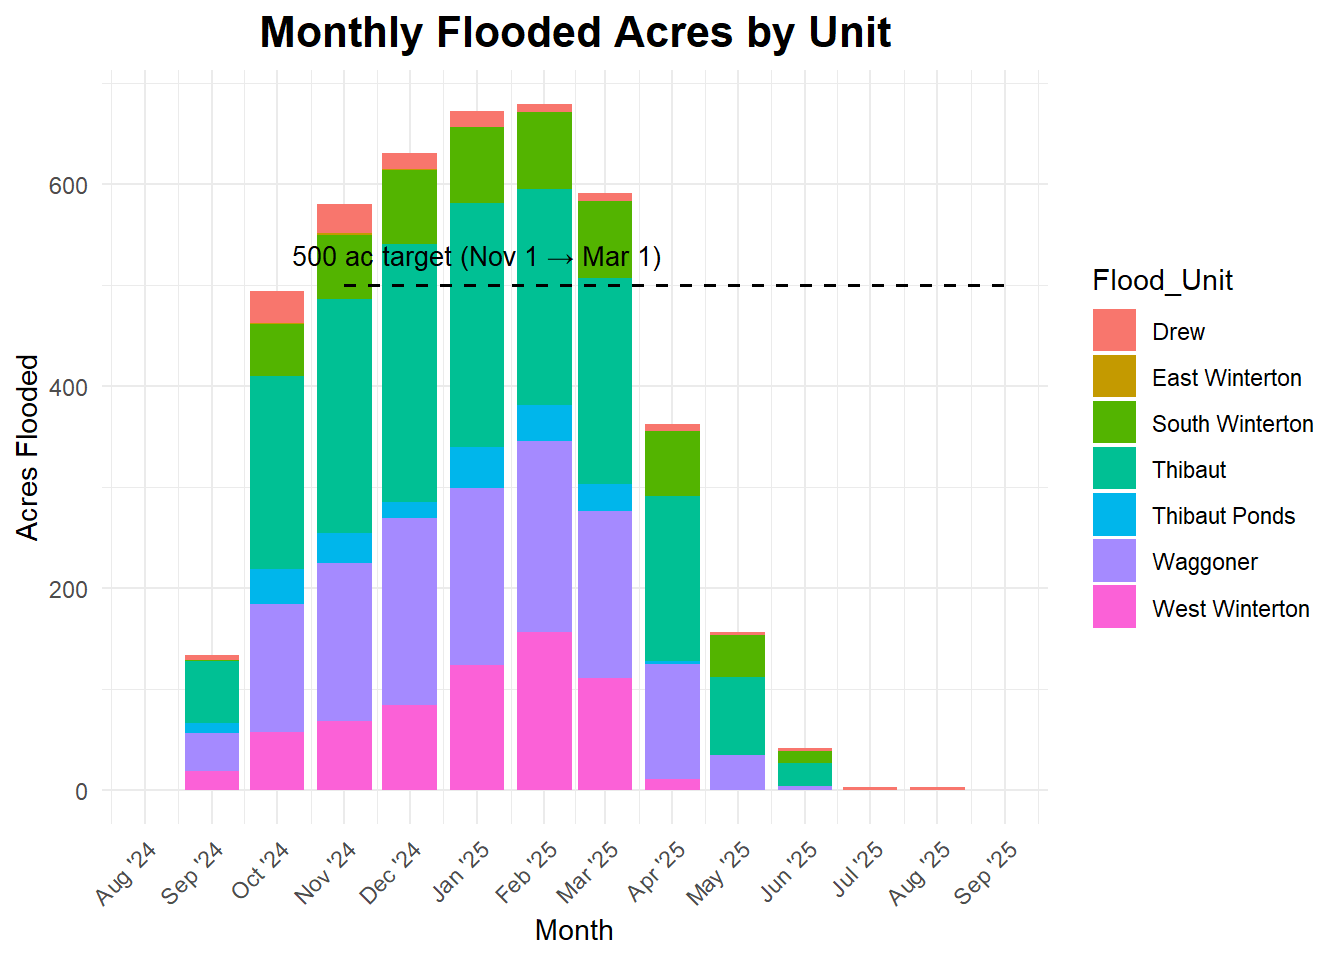 Monthly Flooded Acres by Unit
Acres Flooded
600
400
200
0
500 ac target (Nov 1 → Mar 1)
Aug '24
Sep '24
Oct '24
Nov '24
Dec '24
Jan '25
Feb '25
Mar '25
Apr '25
May '25
Jun '25
Jul '25
Aug '25
Sep '25
Month
Flood_Unit
Drew
East Winterton
South Winterton
Thibaut
Thibaut Ponds
Waggoner
West Winterton